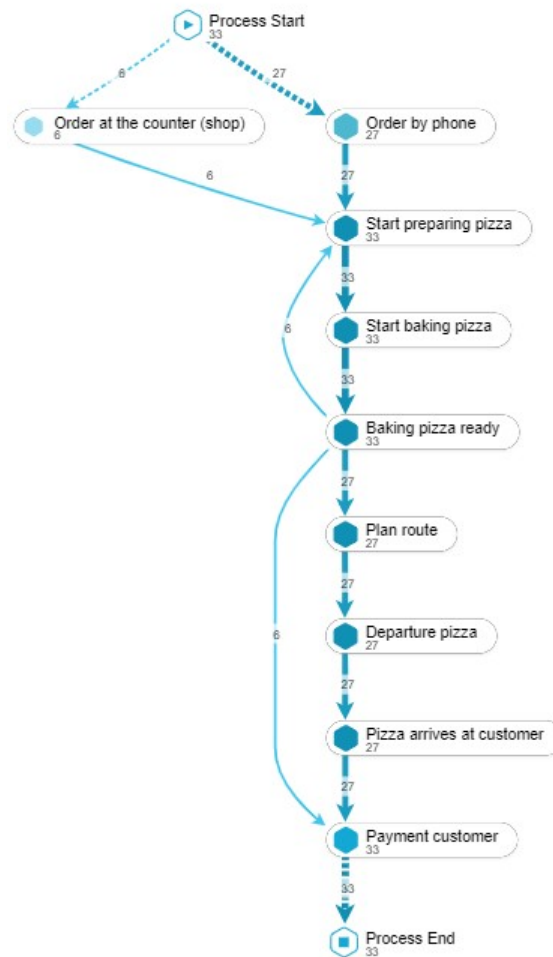 Process Start
33
6
27
Order at the counter (shop)
6
Order by phone
27
6
27
Start preparing pizza
33
33
Start baking pizza
33
6
33
Baking pizza ready
33
27
Plan route
27
27
Departure pizza
27
6
27
Pizza arrives at customer
27
27
Payment customer
33
33
Process End
33